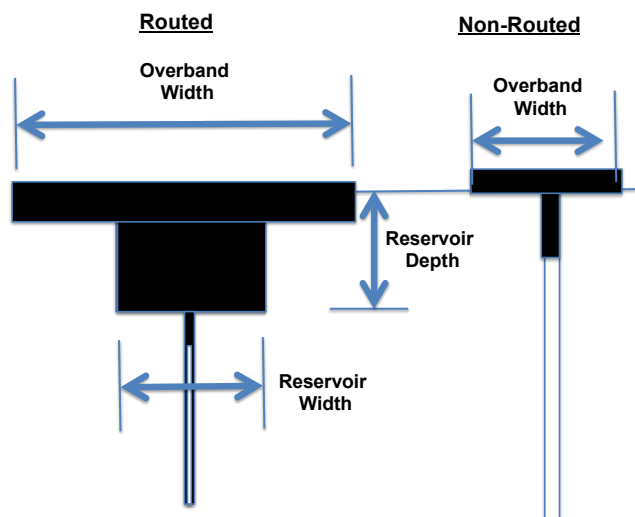 Routed
Non-Routed
Overband
Width
Overband
Width
Reservoir
Depth
Reservoir
Width